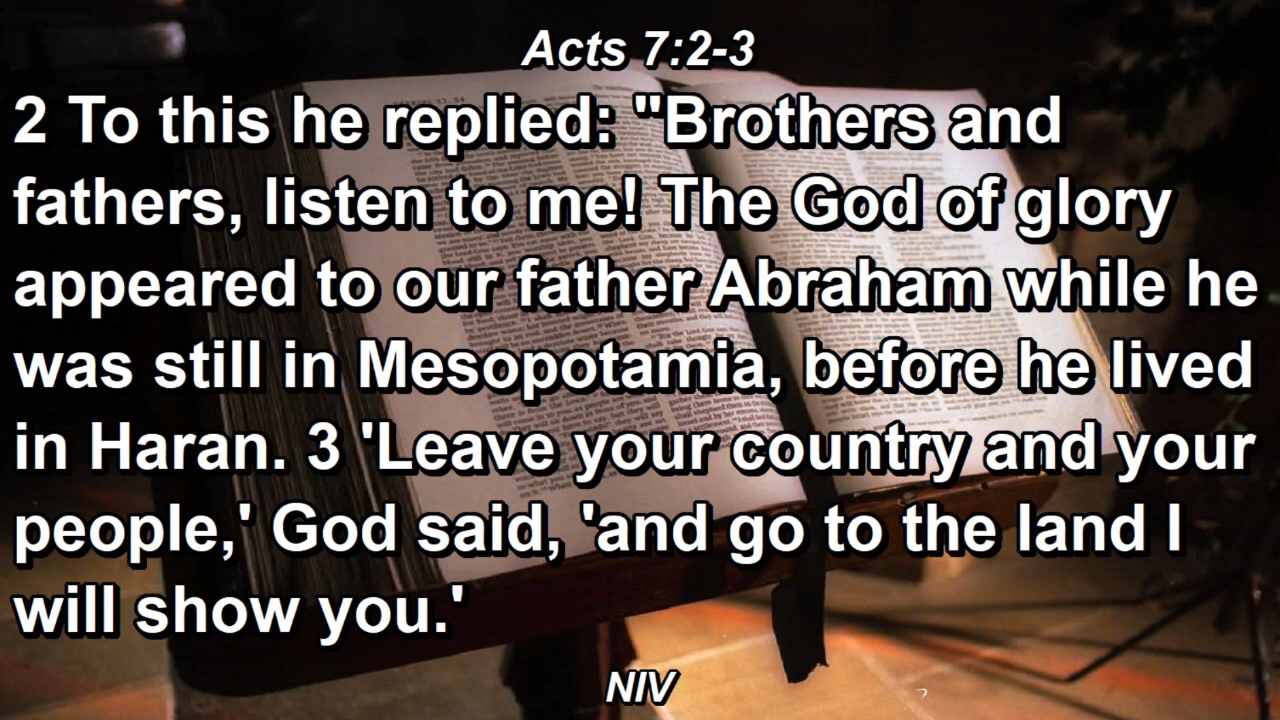 Acts 7:2-3
2 To this he replied: "Brothers and
fathers, listen to me! The God of glory
appeared to our father Abraham while he
was still in Mesopotamia, before he lived
in Haran. 3 'Leave your country and your
people,' God said, 'and go to the land I
will show you.'
NIV